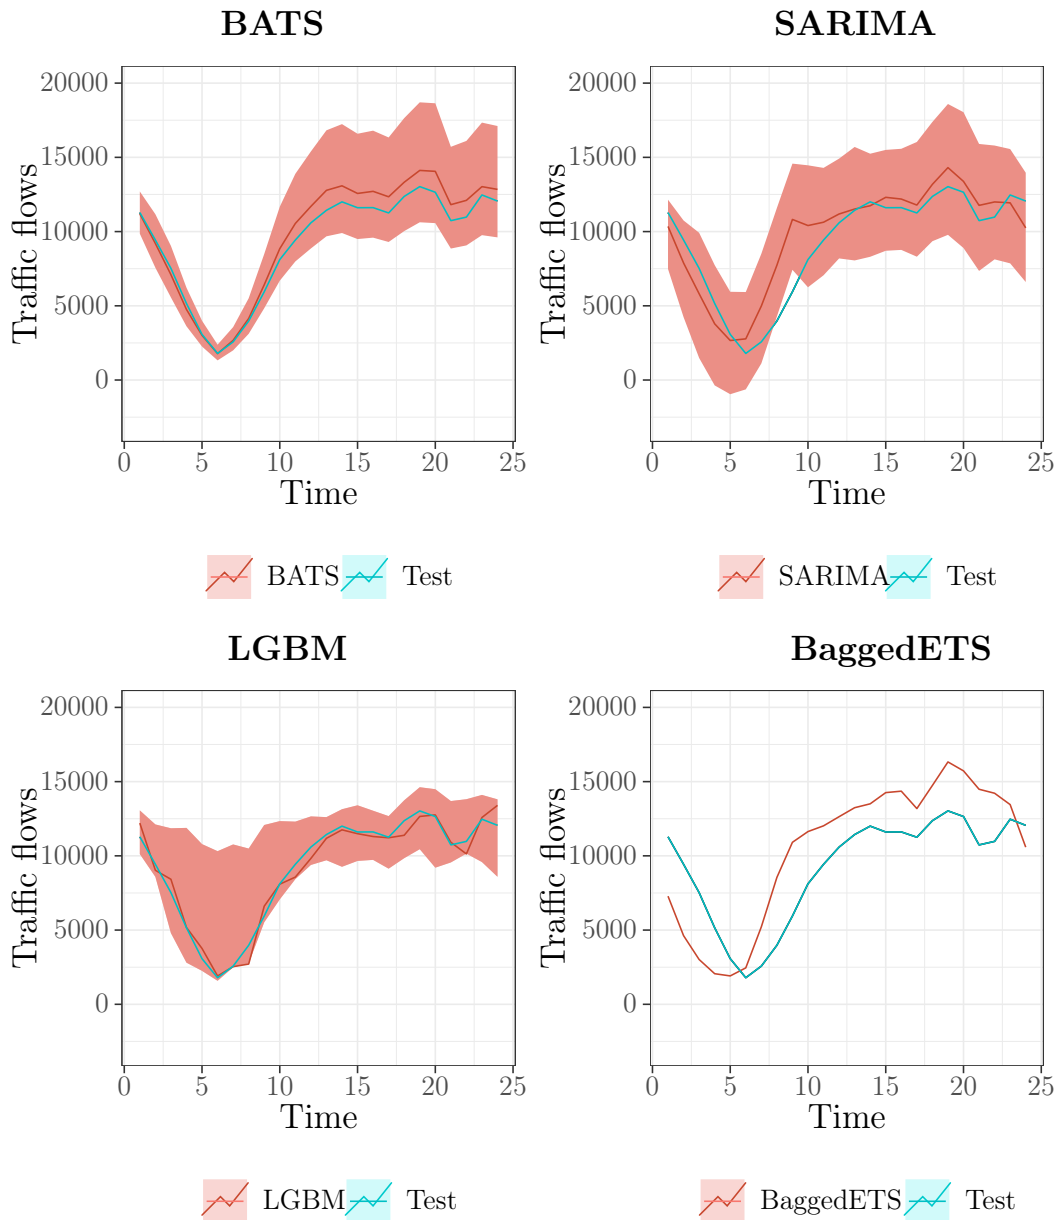 BATS
SARIMA
Traffic flows
20000
15000
10000
5000
0
0 5 10 15 20 25
Time
BATS Test
Traffic flows
20000
15000
10000
5000
0
0 5 10 15 20 25
Time
SARIMA Test
LGBM
BaggedETS
Traffic flows
20000
15000
10000
5000
0
0 5 10 15 20 25
Time
LGBM Test
Traffic flows
20000
15000
10000
5000
0
0 5 10 15 20 25
Time
BaggedETS Test